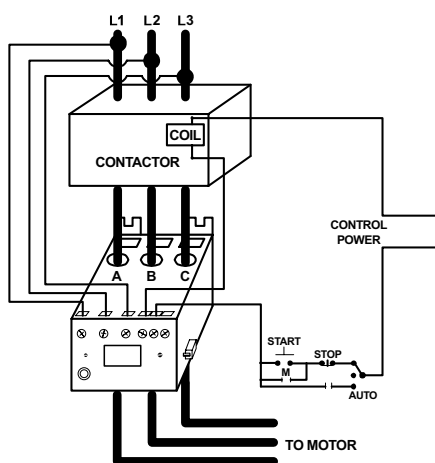 L1 L2 L3
COIL
CONTACTOR
CONTROL
POWER
A B C
START
STOP
M
AUTO
TO MOTOR